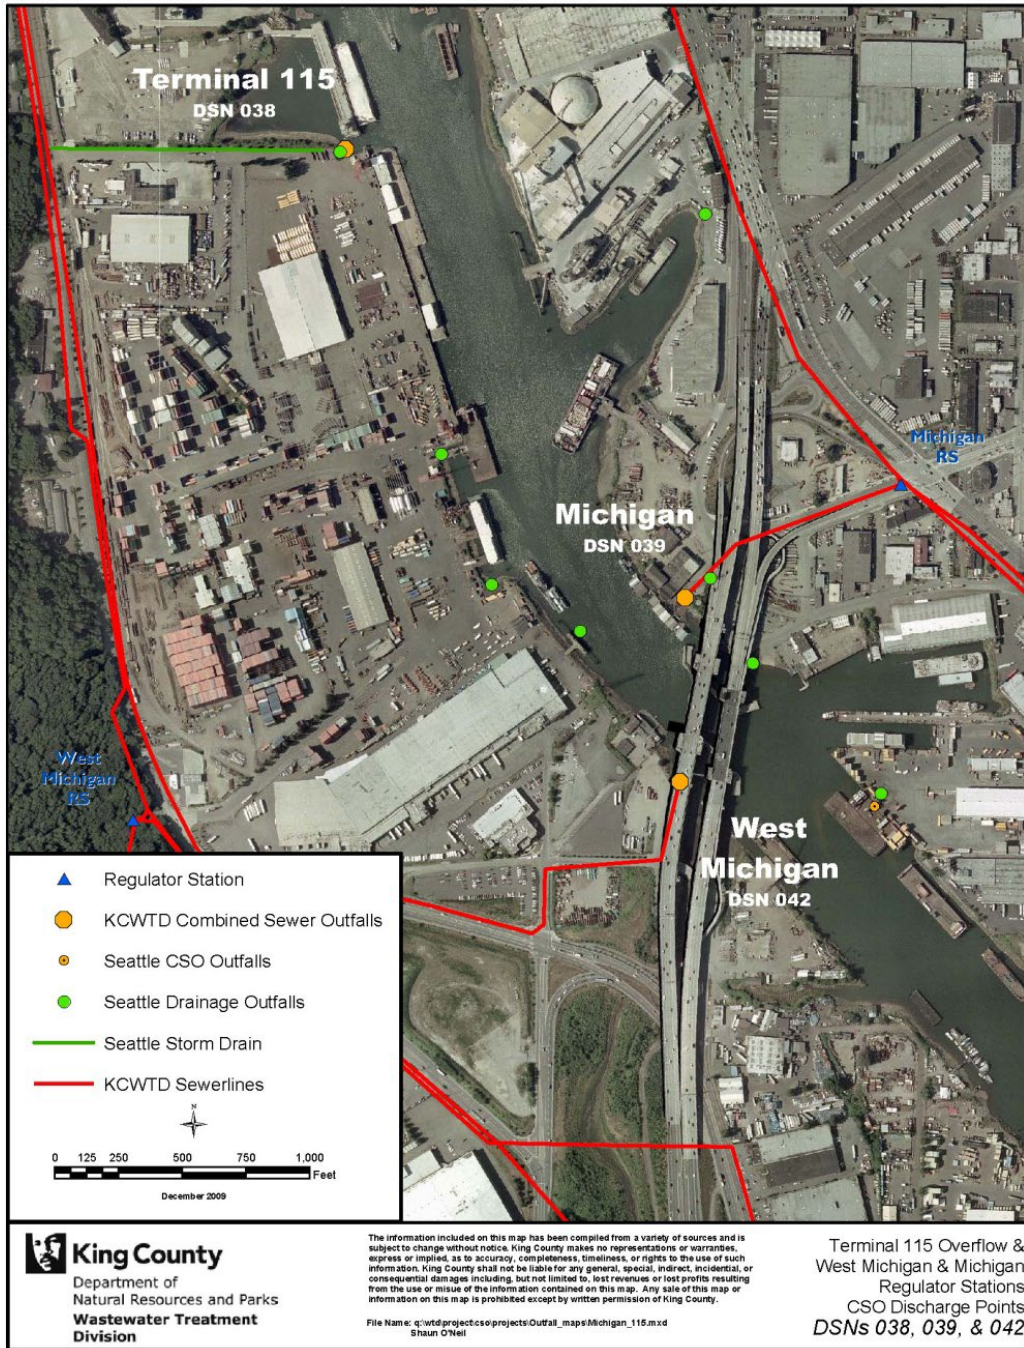 Terminal 115
DSN 038
Michigan
RS
Michigan
DSN 039
West
Michigan
RS
West
Michigan
DSN 042
Regulator Station
KCWTD Combined Sewer Outfalls
Seattle CSO Outfalls
Seattle Drainage Outfalls
Seattle Storm Drain
KCWTD Sewerlines
N
0 125 250 500 750 1,000
Feet
December 2009
King County
Department of
Natural Resources and Parks
Wastewater Treatment
Division
The information included on this map has been compiled from a variety of sources and is
subject to change without notice. King County makes no representations or warranties,
express or implied, as to accuracy, completeness, timeliness, or rights to the use of such
information. King County shall not be liable for any general, special, indirect, incidental, or
consequential damages including, but not limited to, lost revenues or lost profits resulting
from the use or misuse of the information contained on this map. Any sale of this map or
information on this map is prohibited except by written permission of King County.
File Name: q:\wtd\project\cso\projects\Outfall_maps\Michigan_115.mxd
Shaun O'Neil
Terminal 115 Overflow &
West Michigan & Michigan
Regulator Stations
CSO Discharge Points
DSNs 038, 039, & 042